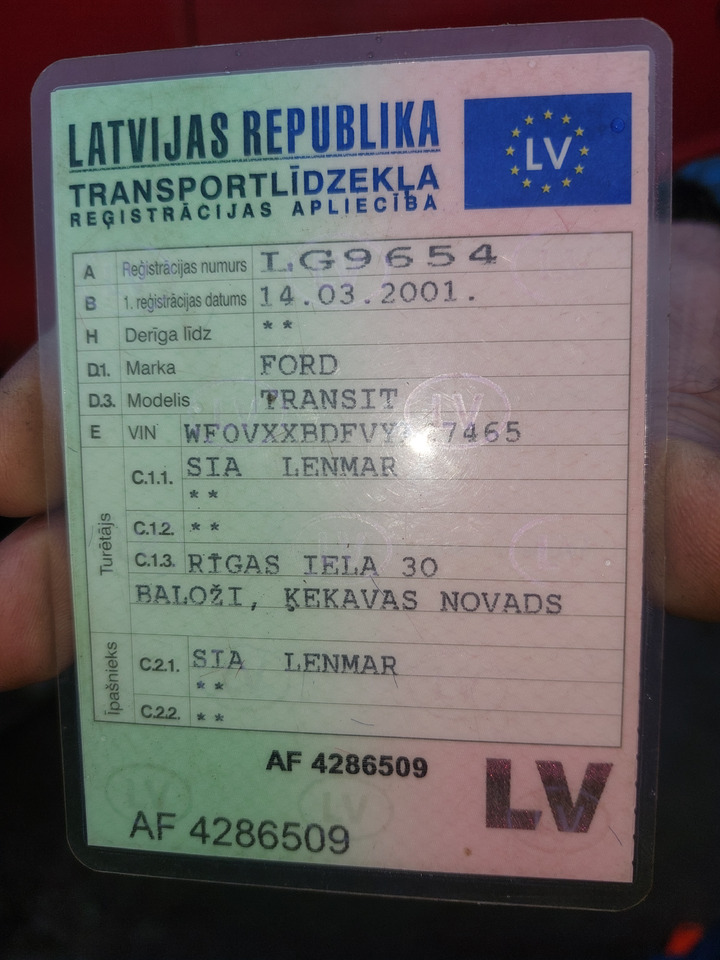 LATVIJAS REPUBLIKA
TRANSPORTLĪDZEKĻA
REĢISTRĀCIJAS APLIECĪBA
LV
A Reģistrācijas numurs LG9654
B 1. reģistrācijas datums 14.03.2001.
H Derīga līdz **
D.1. Marka FORD
D.3. Modelis TRANSIT
E VIN
Turētājs
C.1.1. SIA LENMAR
**
C.1.2. **
C.1.3. RĪGAS IELA 30
BALOŽI, ĶEKAVAS NOVADS
Īpašnieks
C.2.1. SIA LENMAR
**
C.2.2. **
AF 4286509
LV
AF 4286509